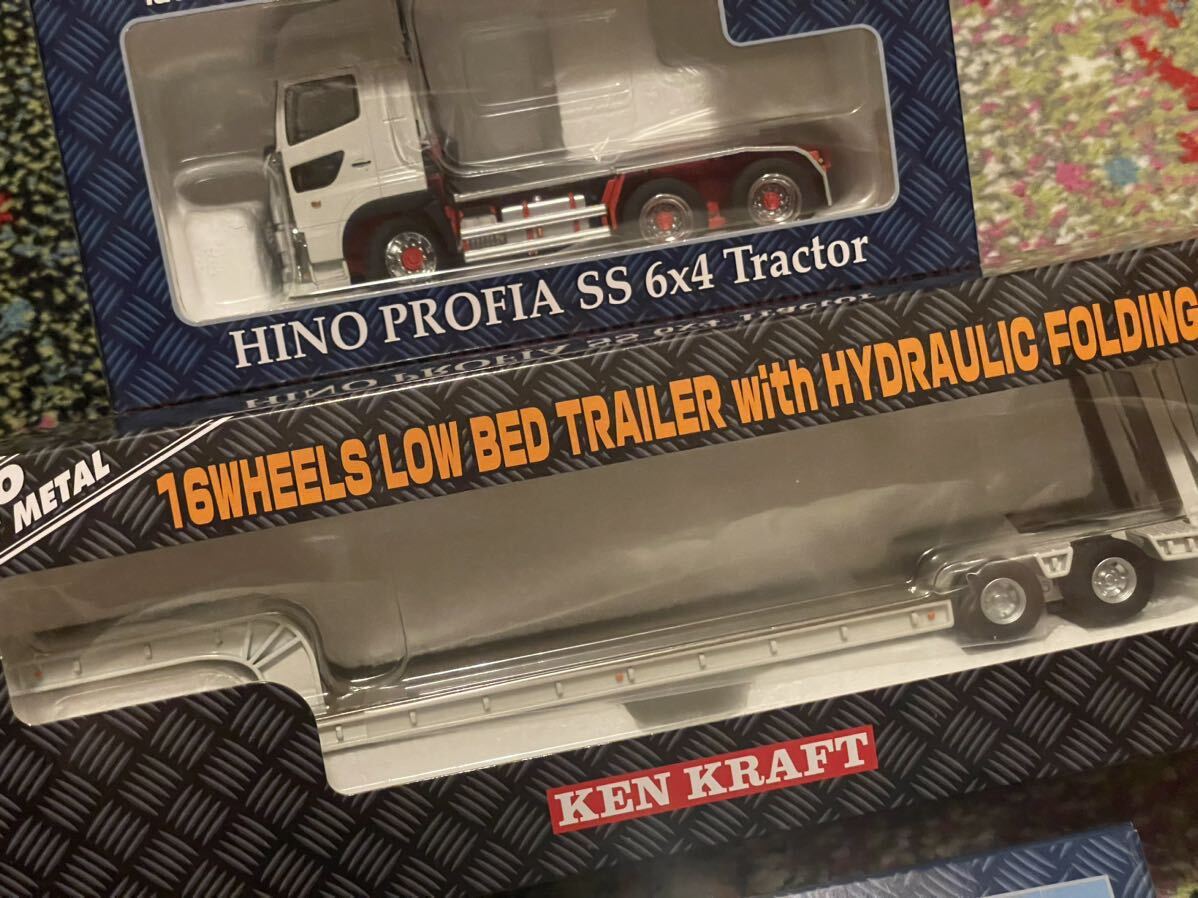 HINO PROFIA SS 6x4 Tractor
16WHEELS LOW BED TRAILER with HYDRAULIC FOLDING
METAL
KEN KRAFT